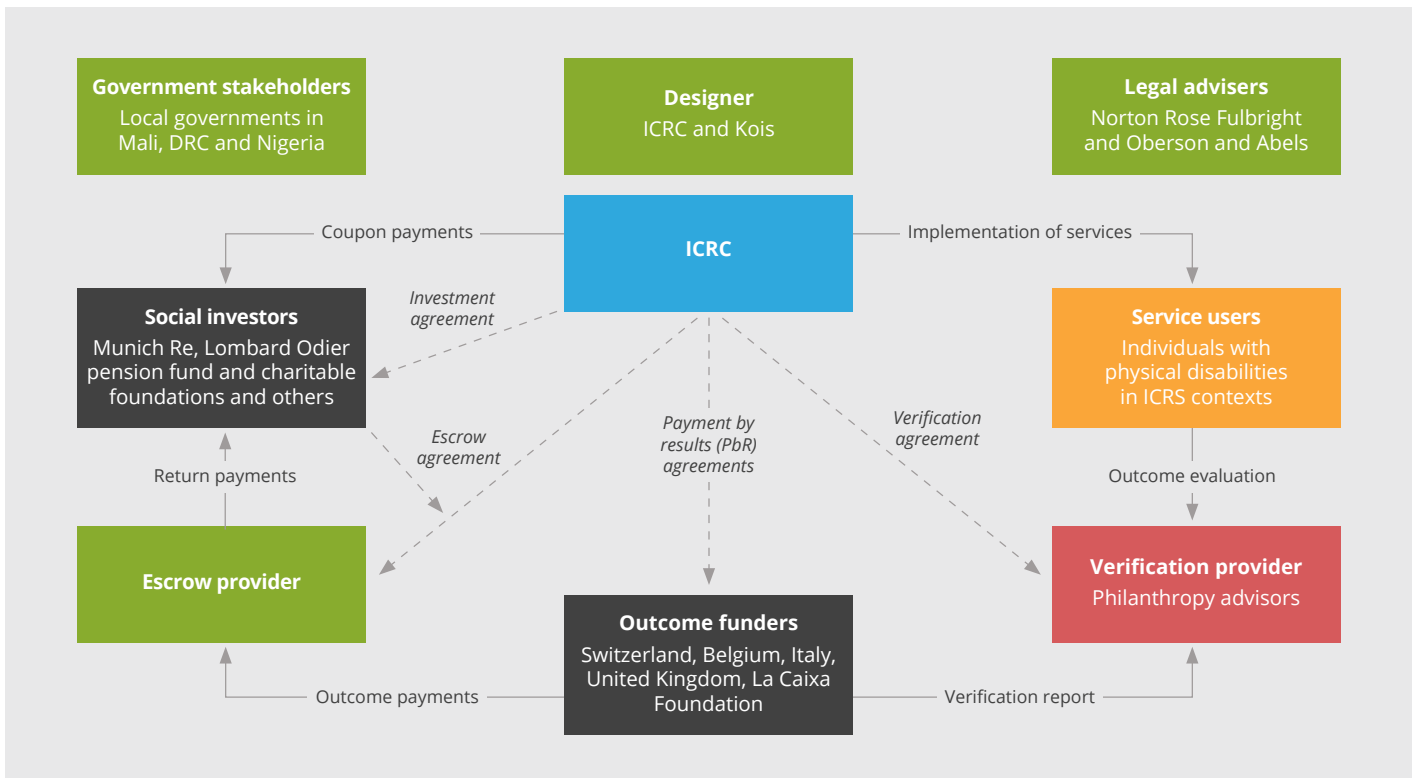 Government stakeholders
Local governments in
Mali, DRC and Nigeria
Designer
ICRC and Kois
Legal advisers
Norton Rose Fulbright
and Oberson and Abels
Coupon payments
ICRC
Implementation of services
Investment
agreement
Social investors
Munich Re, Lombard Odier
pension fund and charitable
foundations and others
Service users
Individuals with
physical disabilities
in ICRS contexts
Escrow
agreement
Payment by
results (PbR)
agreements
Verification
agreement
Return payments
Outcome evaluation
Escrow provider
Verification provider
Philanthropy advisors
Outcome funders
Switzerland, Belgium, Italy,
United Kingdom, La Caixa
Foundation
Outcome payments
Verification report